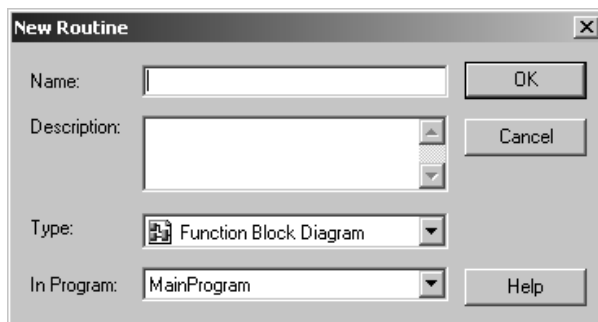 New Routine
Name:
OK
Description:
Cancel
Type:
Function Block Diagram
In Program:
MainProgram
Help